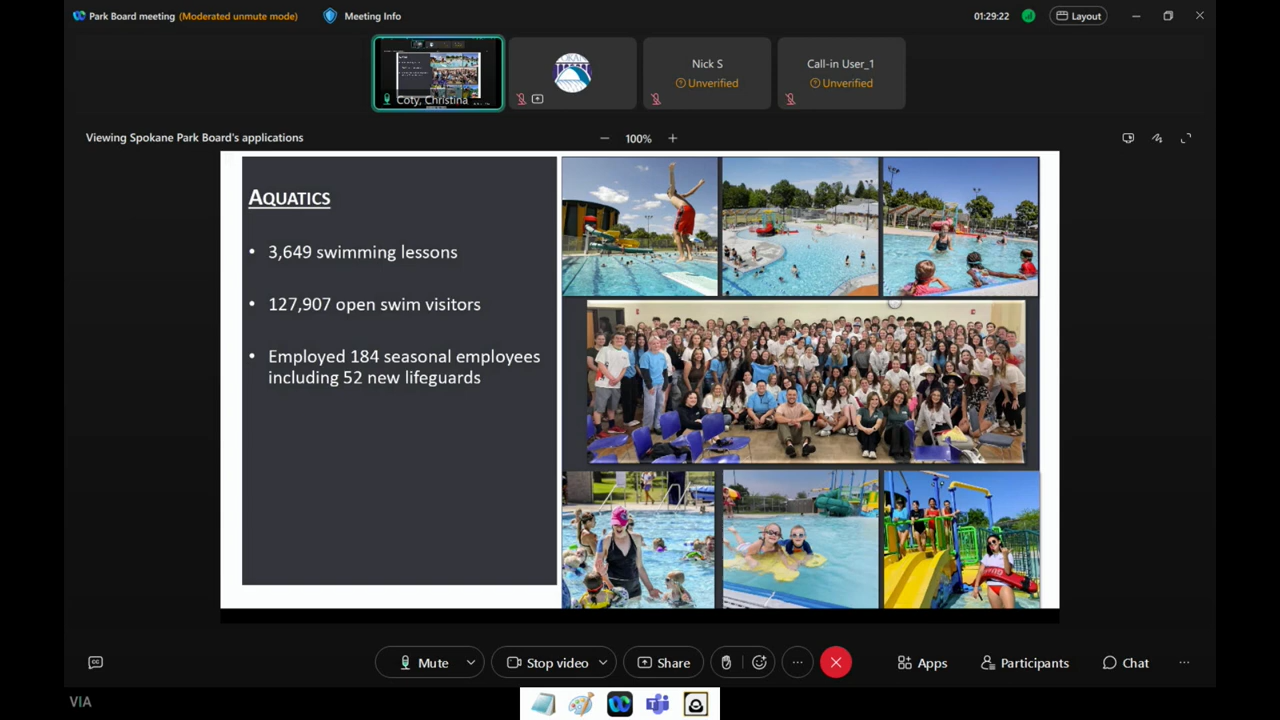 Park Board meeting (Moderated unmute mode)
Meeting Info
01:29:22
Layout
Coty, Christina
Nick S
Unverified
Call-in User_1
Unverified
Viewing Spokane Park Board's applications
100%
AQUATICS
• 3,649 swimming lessons
• 127,907 open swim visitors
• Employed 184 seasonal employees
including 52 new lifeguards
Mute
Stop video
Share
Apps
Participants
Chat
VIA